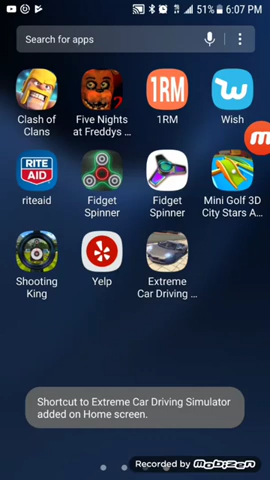 51% 6:07 PM
Search for apps
1RM
Clash of Clans
Five Nights at Freddys ...
2
1RM
Wish
RITE AID
riteaid
Fidget Spinner
Fidget Spinner
Mini Golf 3D City Stars A...
Shooting King
Yelp
Extreme Car Driving ...
Shortcut to Extreme Car Driving Simulator
added on Home screen.
Recorded by mobizen